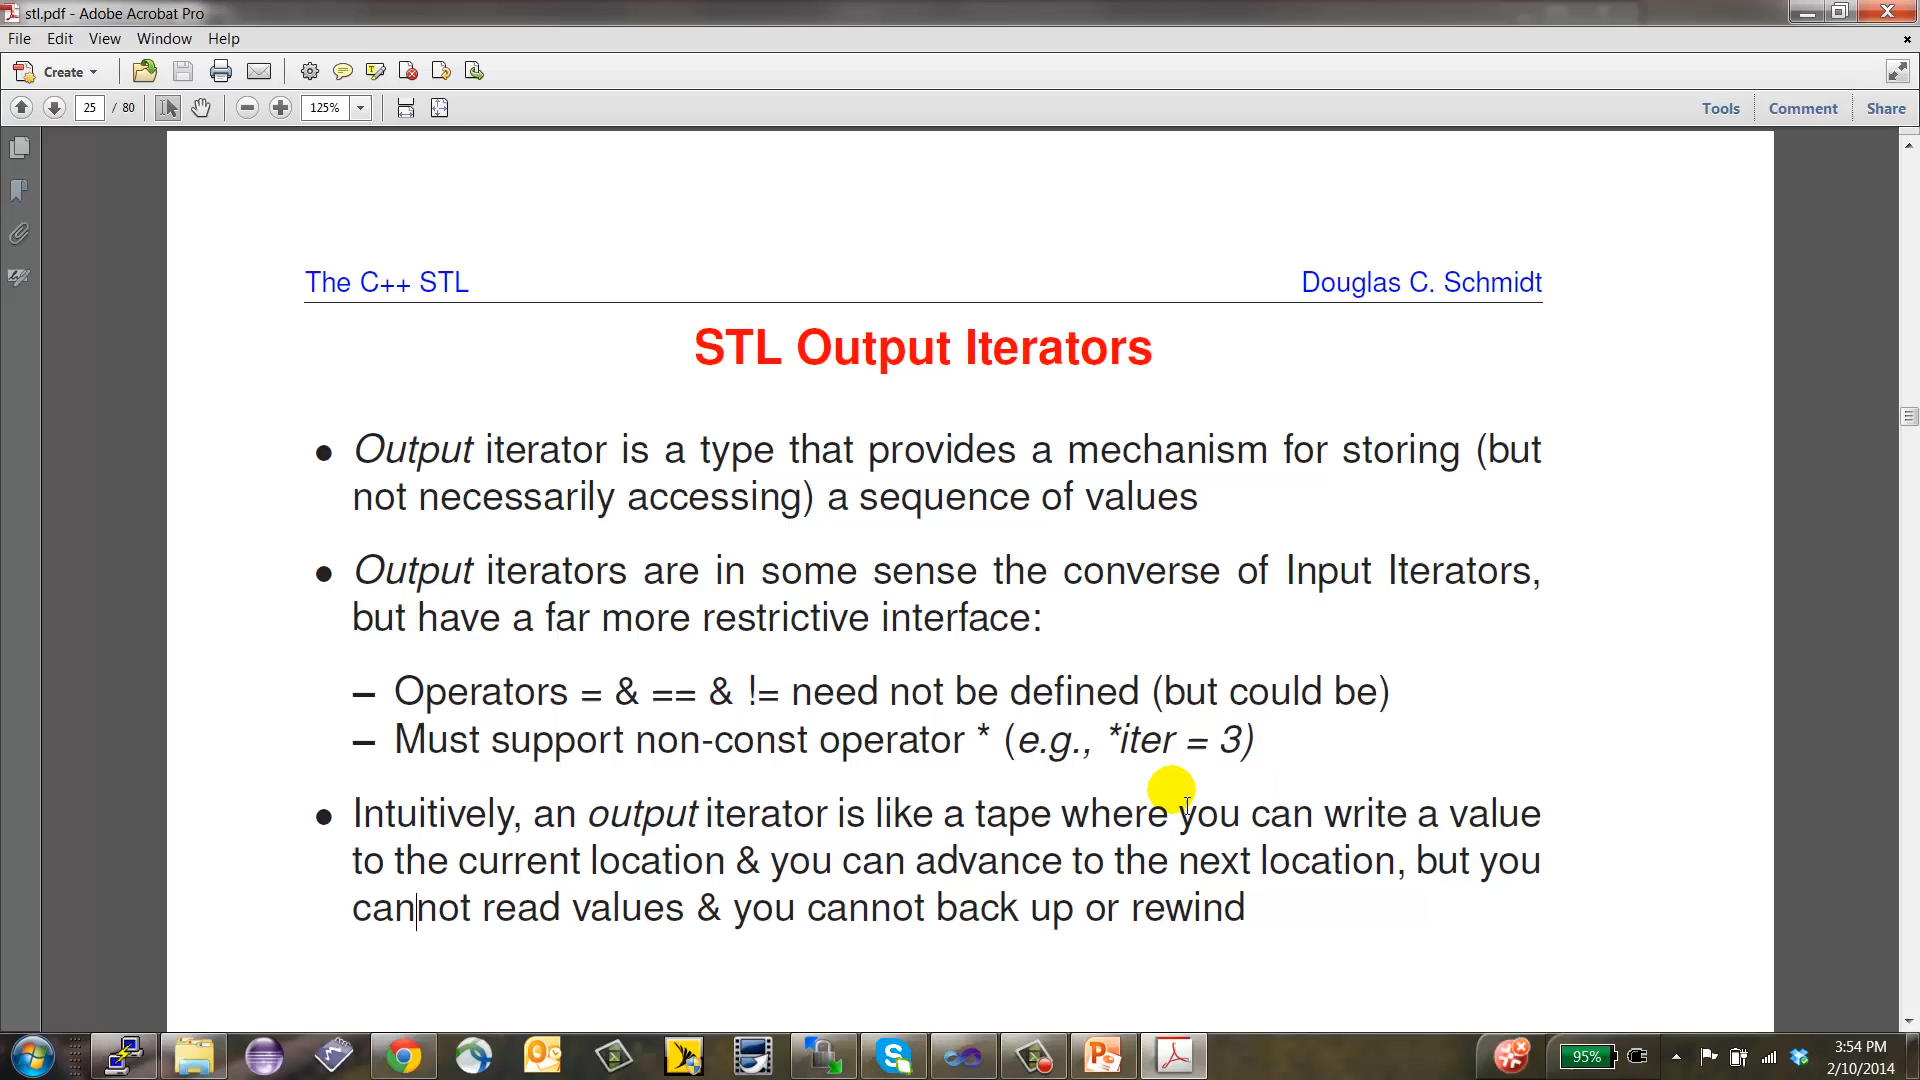 stl.pdf - Adobe Acrobat Pro
File Edit View Window Help
Create
25 / 80 125% Tools Comment Share
The C++ STL Douglas C. Schmidt
STL Output Iterators
• Output iterator is a type that provides a mechanism for storing (but
not necessarily accessing) a sequence of values
• Output iterators are in some sense the converse of Input Iterators,
but have a far more restrictive interface:
– Operators = & == & != need not be defined (but could be)
– Must support non-const operator * (e.g., *iter = 3)
• Intuitively, an output iterator is like a tape where you can write a value
to the current location & you can advance to the next location, but you
cannot read values & you cannot back up or rewind
95% 3:54 PM
2/10/2014